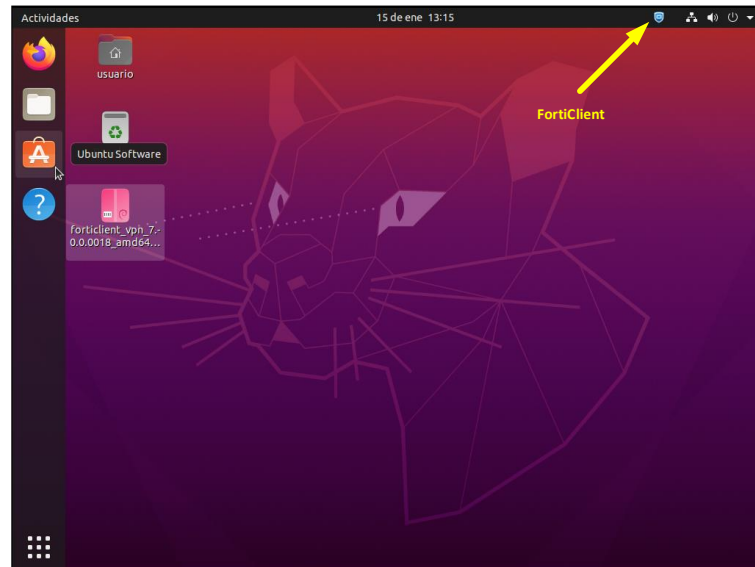 Actividades
15 de ene 13:15
FortiClient
usuario
Ubuntu Software
forticlient_vpn_7.-
0.0.0018_amd64...